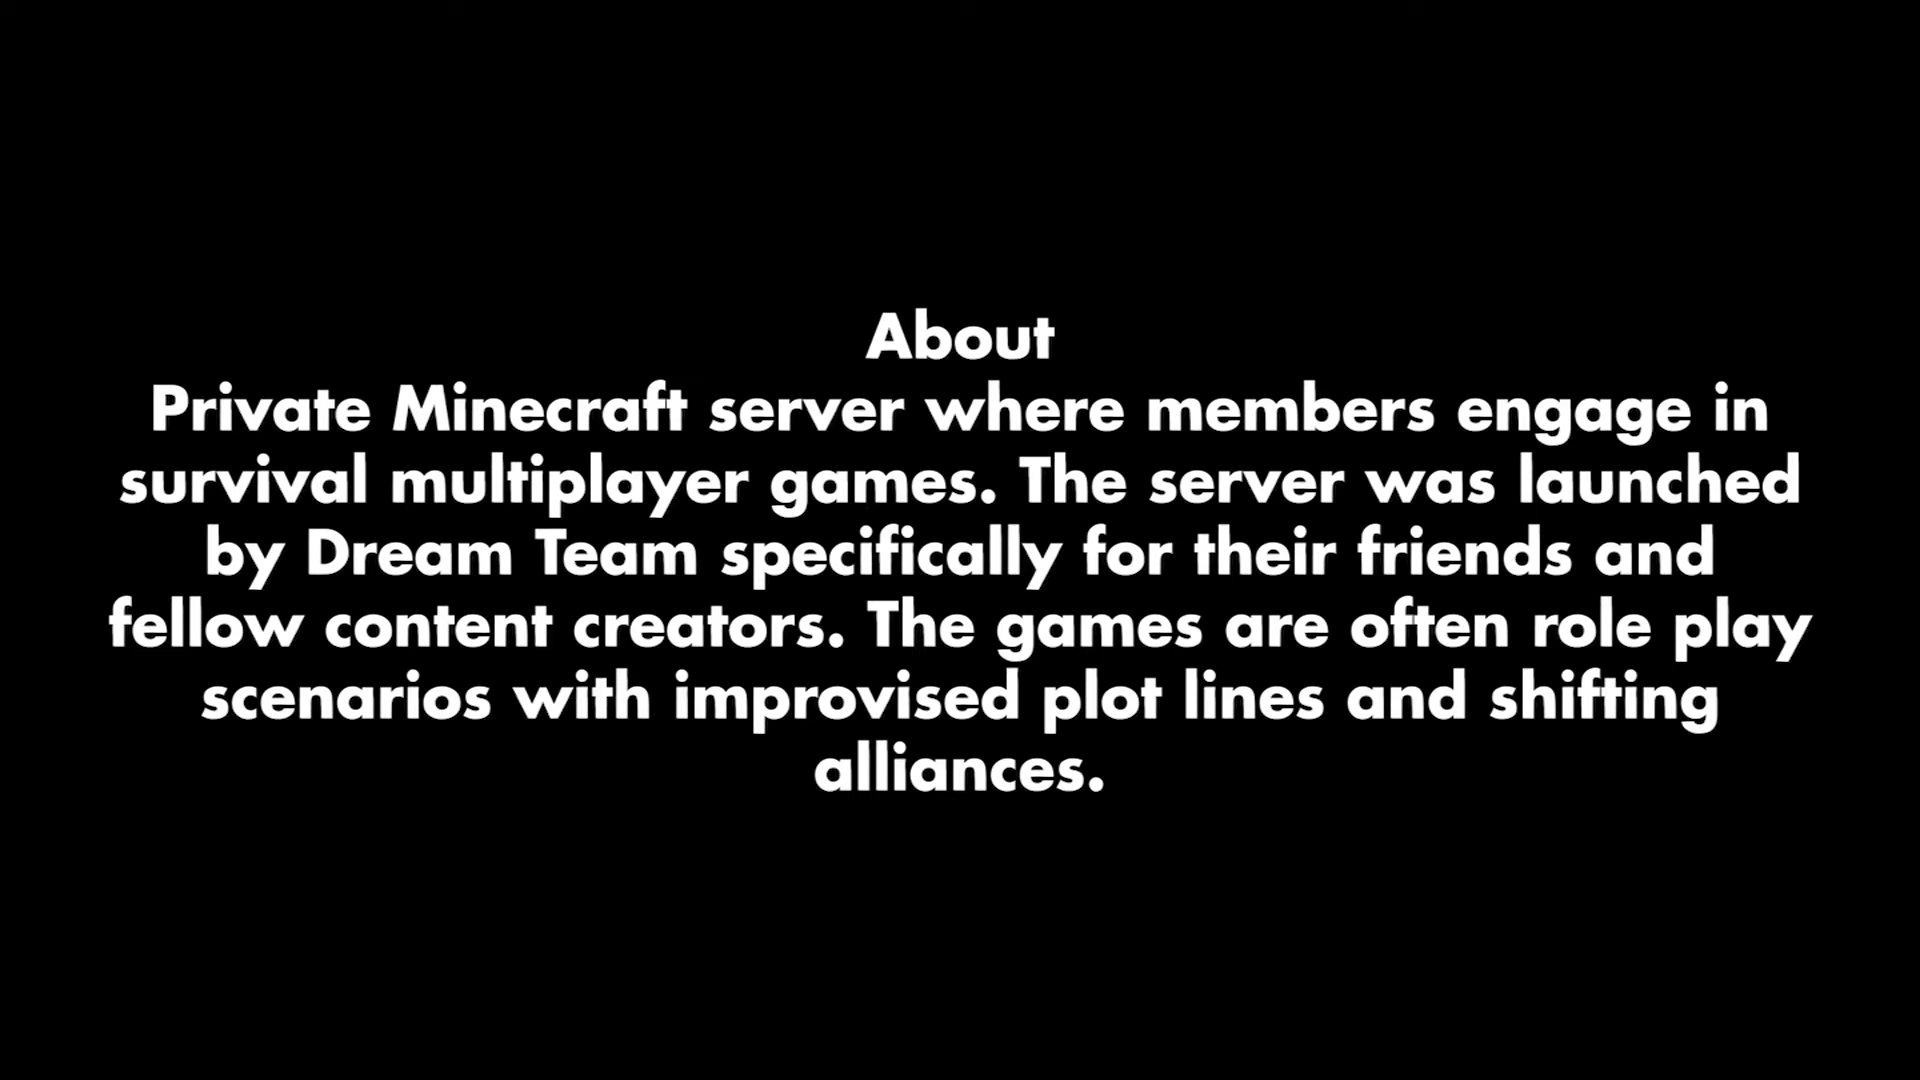 About
Private Minecraft server where members engage in
survival multiplayer games. The server was launched
by Dream Team specifically for their friends and
fellow content creators. The games are often role play
scenarios with improvised plot lines and shifting
alliances.